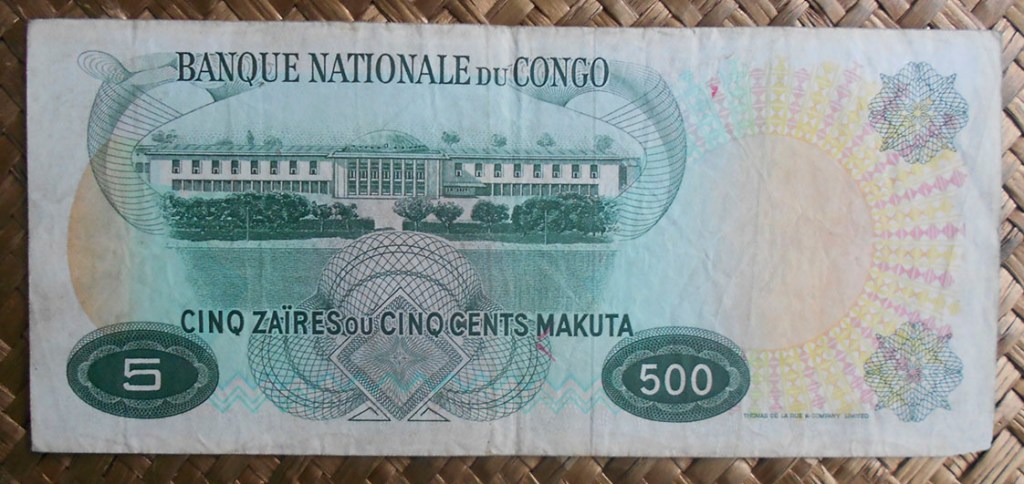 BANQUE NATIONALE DU CONGO
CINQ ZAÏRES OU CINQ CENTS MAKUTA
5
500
THOMAS DE LA RUE & COMPANY LIMITED